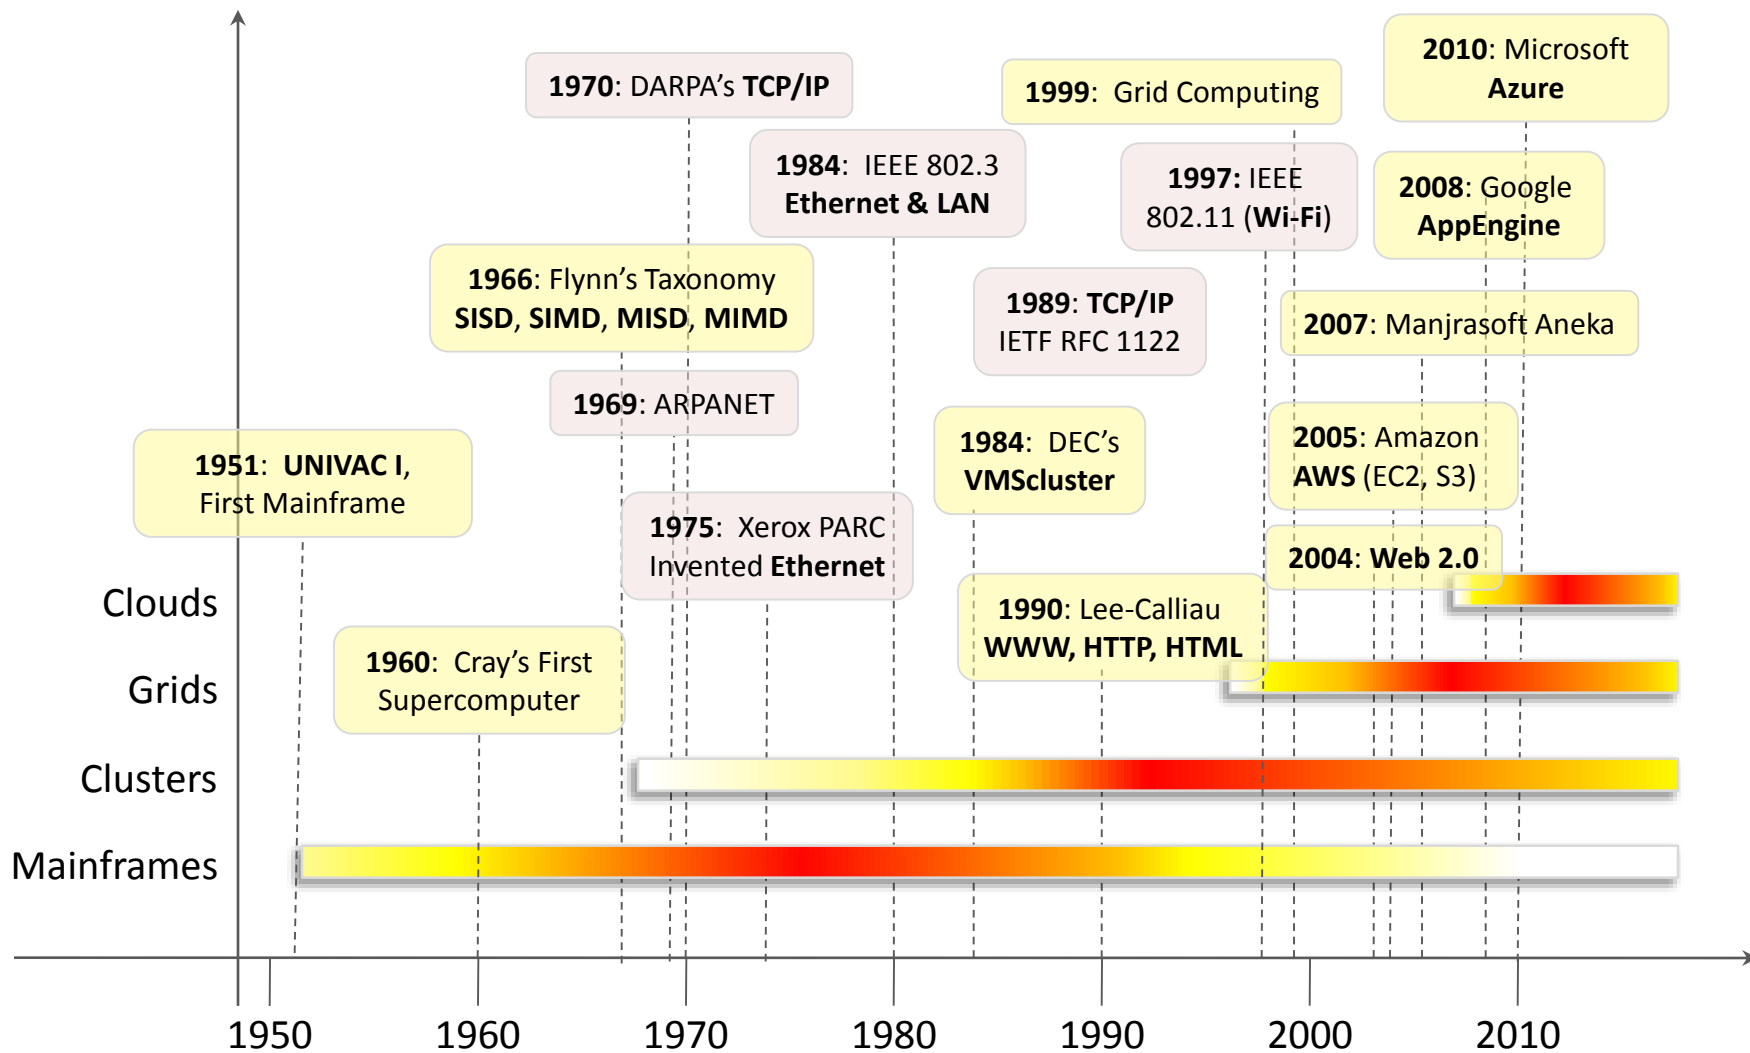 2010: Microsoft
Azure
1970: DARPA’s TCP/IP
1999: Grid Computing
1984: IEEE 802.3
Ethernet & LAN
1997: IEEE
802.11 (Wi-Fi)
2008: Google
AppEngine
1966: Flynn’s Taxonomy
SISD, SIMD, MISD, MIMD
1989: TCP/IP
IETF RFC 1122
2007: Manjrasoft Aneka
1969: ARPANET
1951: UNIVAC I,
First Mainframe
1984: DEC’s
VMScluster
2005: Amazon
AWS (EC2, S3)
1975: Xerox PARC
Invented Ethernet
2004: Web 2.0
Clouds
1990: Lee-Calliau
WWW, HTTP, HTML
1960: Cray’s First
Supercomputer
Grids
Clusters
Mainframes
1950 1960 1970 1980 1990 2000 2010